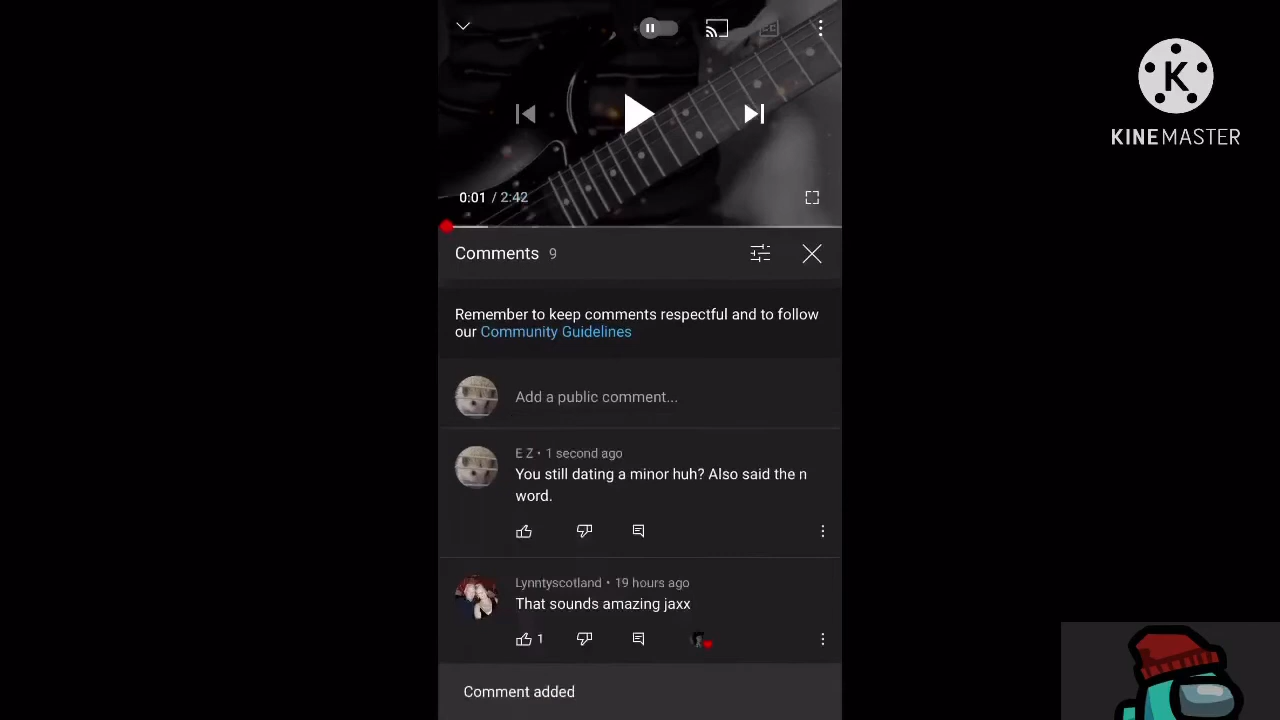 KINEMASTER
0:01 / 2:42
Comments 9
Remember to keep comments respectful and to follow
our Community Guidelines
Add a public comment...
E Z • 1 second ago
You still dating a minor huh? Also said the n
word.
Lynntyscotland • 19 hours ago
That sounds amazing jaxx
1
Comment added